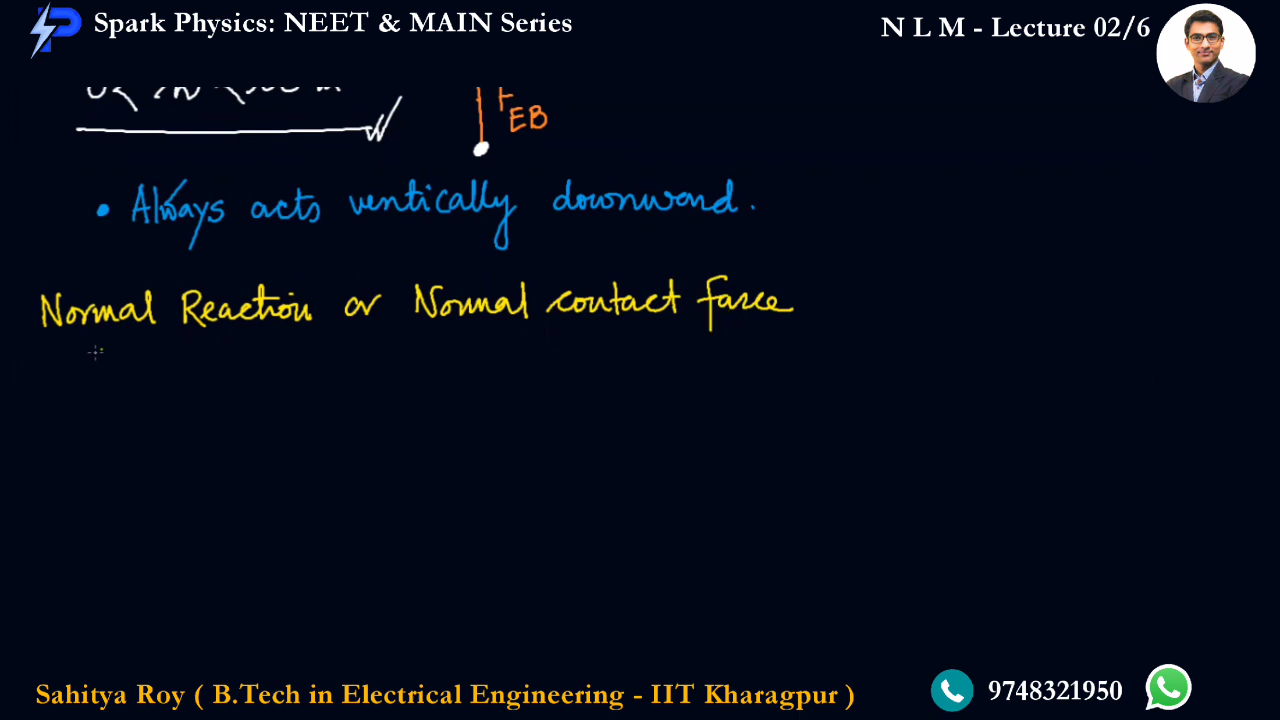 Spark Physics: NEET & MAIN Series
N L M - Lecture 02/6
F EB
• Always acts vertically downward.
Normal Reaction or Normal contact force
Sahitya Roy ( B.Tech in Electrical Engineering - IIT Kharagpur )
9748321950